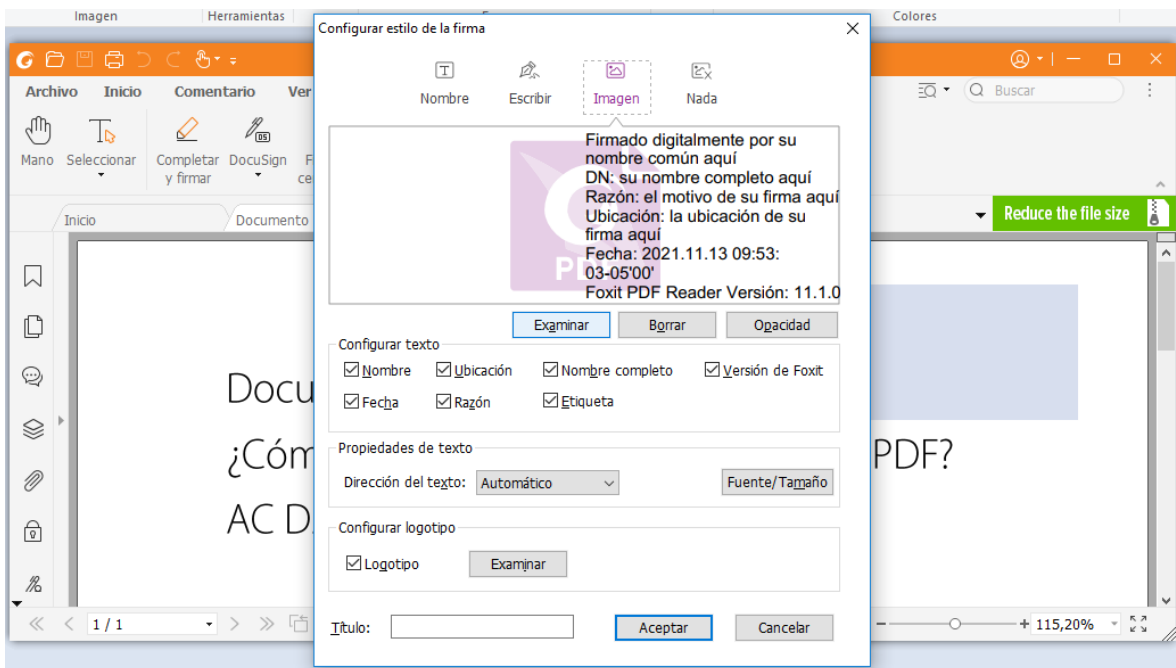 Imagen Herramientas Colores
Configurar estilo de la firma
Archivo Inicio Comentario Ver
Buscar
Nombre Escribir Imagen Nada
Mano Seleccionar Completar y firmar DocuSign
Inicio Documento
Reduce the file size
PDF
Firmado digitalmente por su
nombre común aquí
DN: su nombre completo aquí
Razón: el motivo de su firma aquí
Ubicación: la ubicación de su
firma aquí
Fecha: 2021.11.13 09:53:
03-05'00'
Foxit PDF Reader Versión: 11.1.0
Examinar Borrar Opacidad
Configurar texto
Nombre Ubicación Nombre completo Versión de Foxit
Fecha Razón Etiqueta
Propiedades de texto
Dirección del texto: Automático Fuente/Tamaño
Configurar logotipo
Logotipo Examinar
Título: Aceptar Cancelar
Docu
¿Cóm PDF?
AC D
1 / 1
115,20%